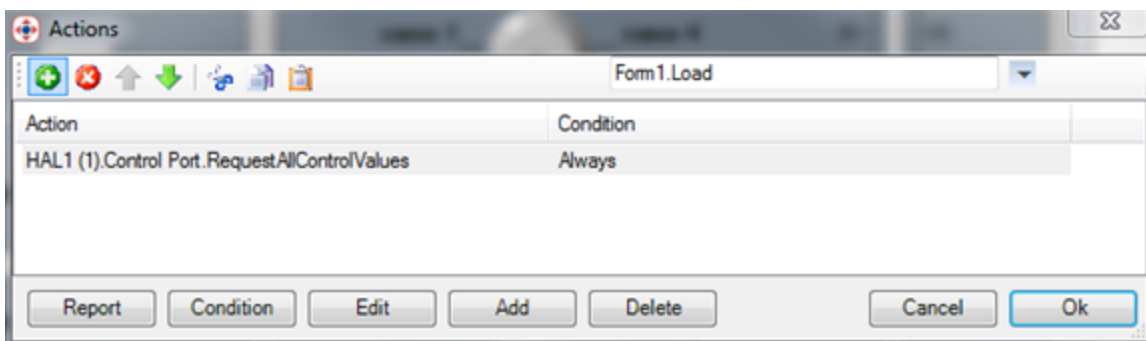 Actions
Form1.Load
Action Condition
HAL1 (1).Control Port.RequestAllControlValues Always
Report Condition Edit Add Delete Cancel Ok